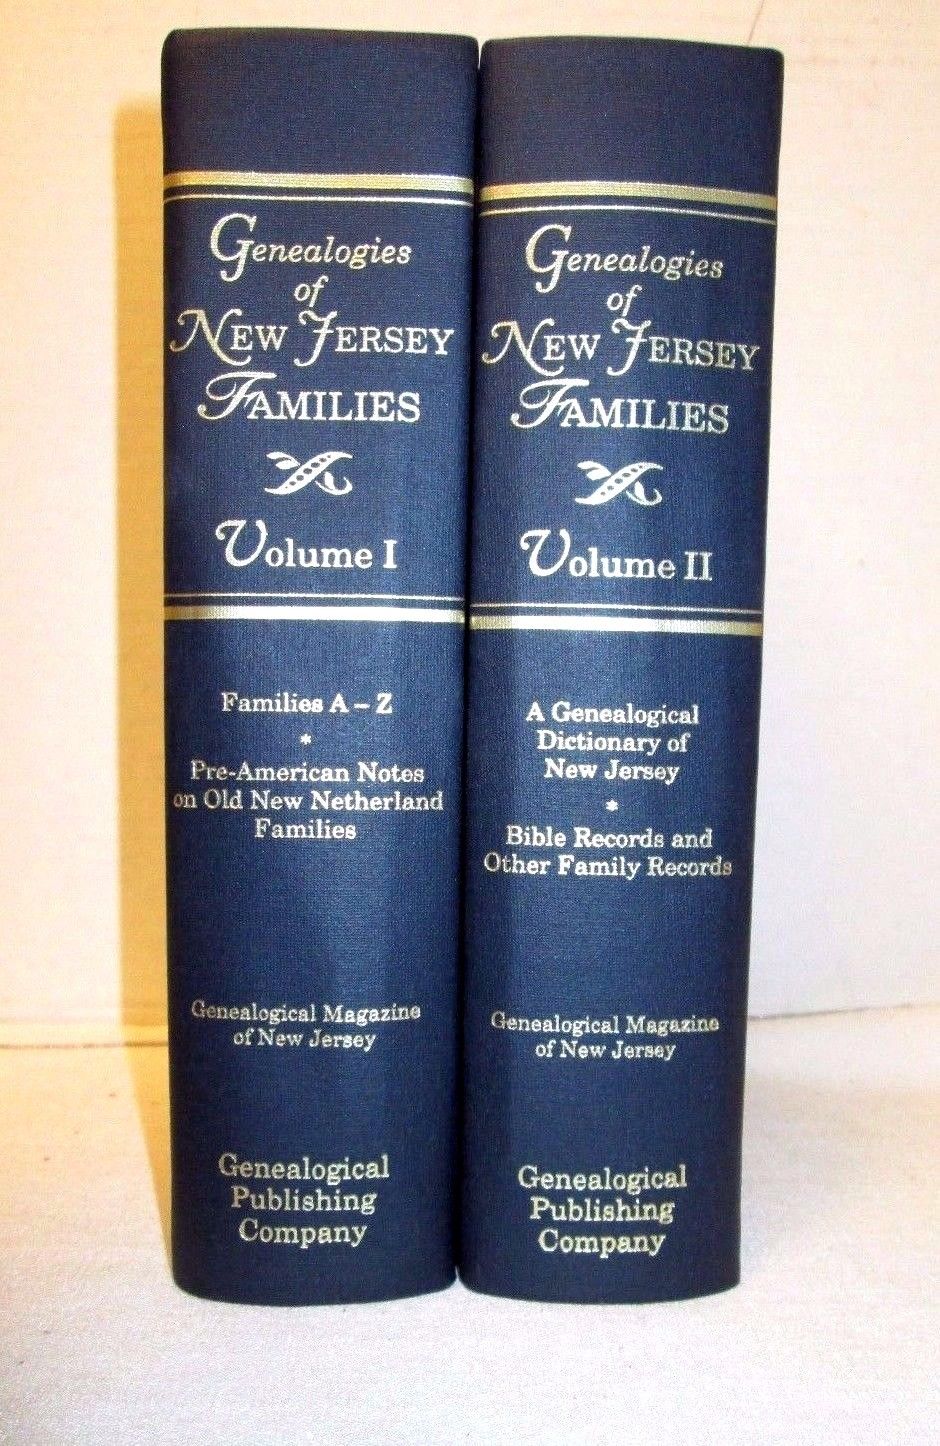 Genealogies
of
NEW JERSEY
FAMILIES
Volume I
Families A – Z
*
Pre-American Notes
on Old New Netherland
Families
Genealogical Magazine
of New Jersey
Genealogical
Publishing
Company
Genealogies
of
NEW JERSEY
FAMILIES
Volume II
A Genealogical
Dictionary of
New Jersey
*
Bible Records and
Other Family Records
Genealogical Magazine
of New Jersey
Genealogical
Publishing
Company